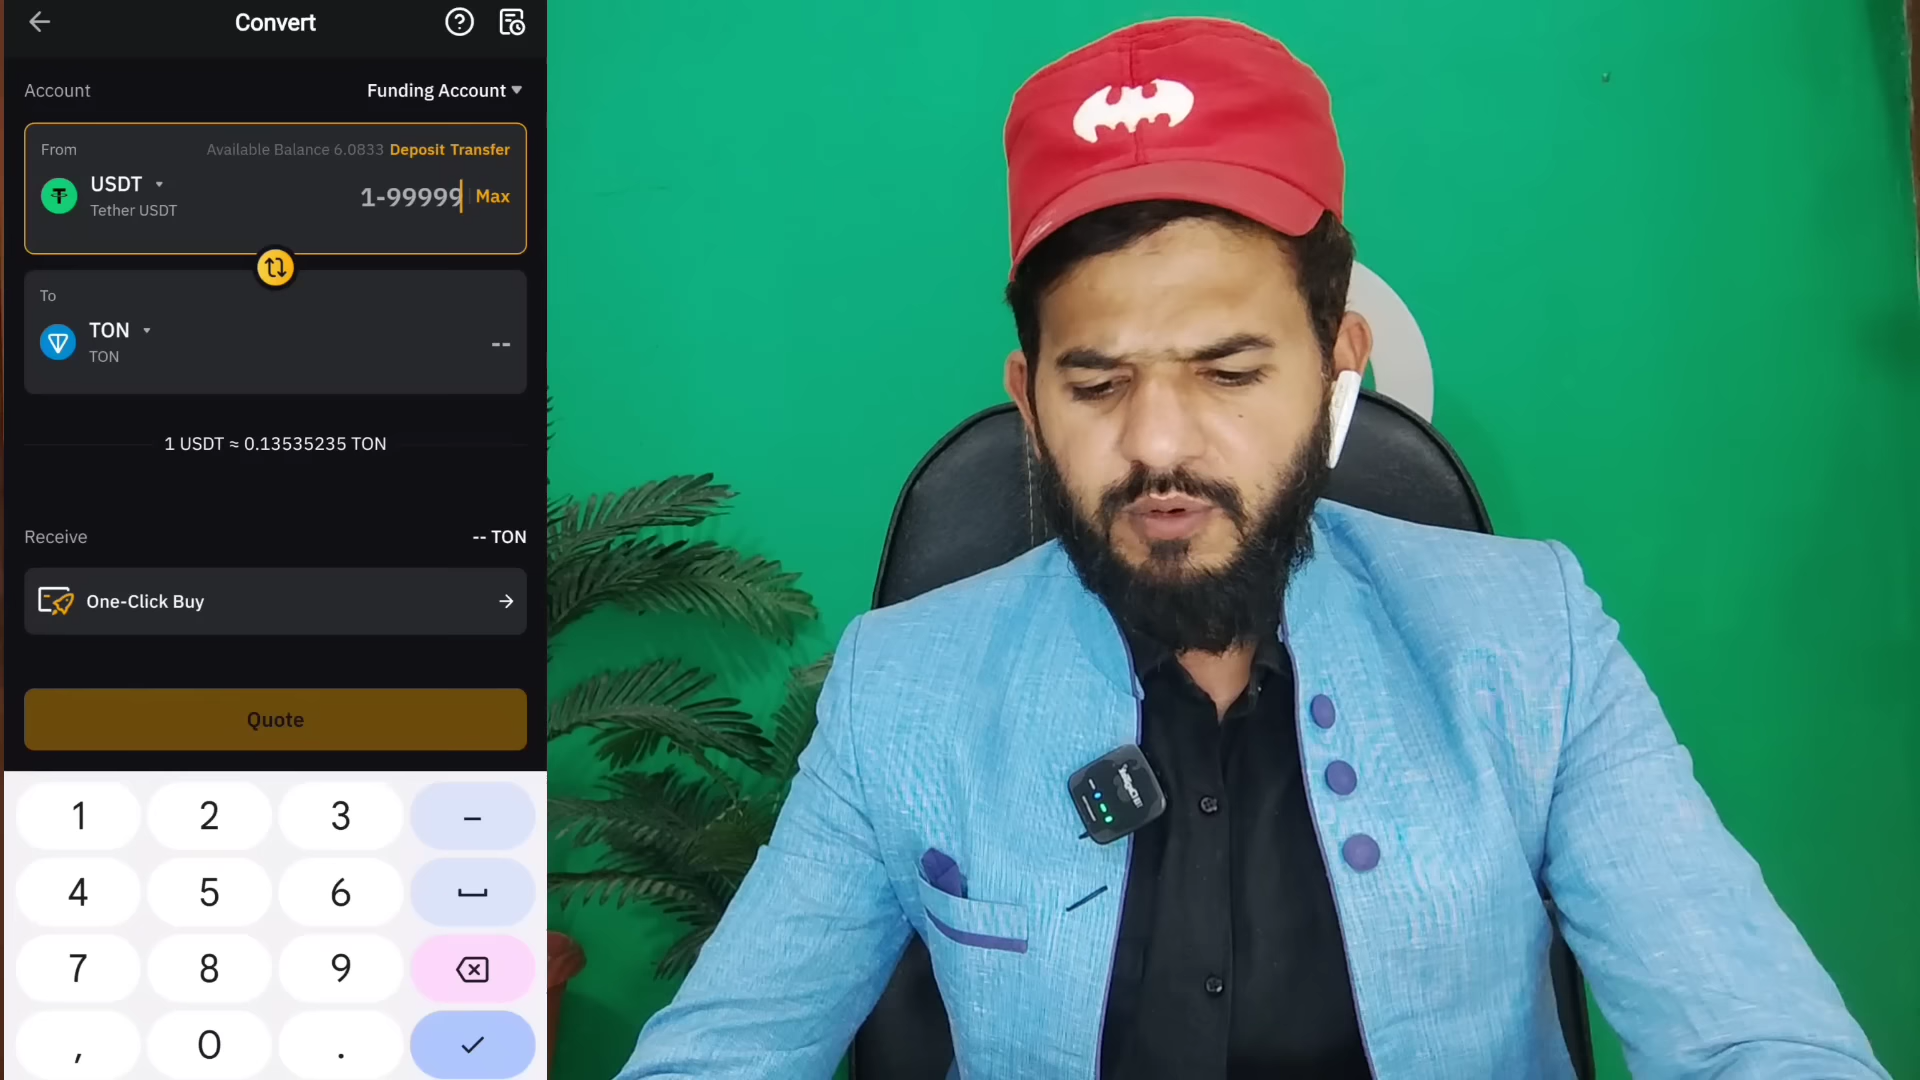 Convert
Account
Funding Account
From
Available Balance 6.0833 Deposit Transfer
USDT
1-99999
Max
Tether USDT
To
TON
--
TON
1 USDT ≈ 0.13535235 TON
Receive
-- TON
One-Click Buy
Quote
1 2 3 -
4 5 6
7 8 9
, 0 .